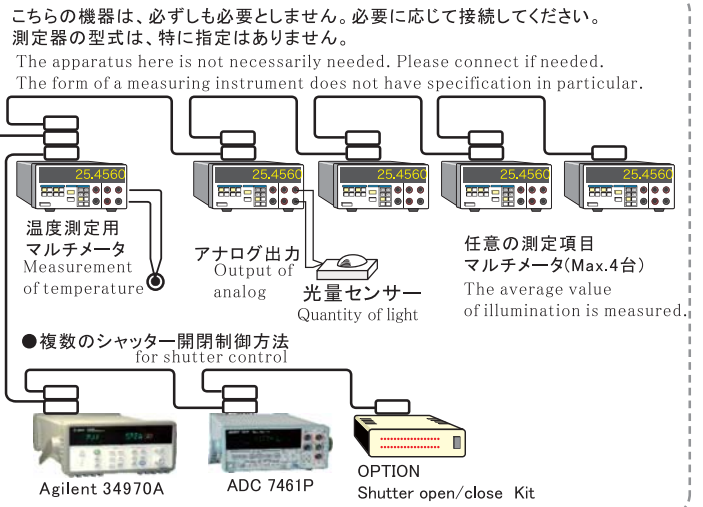 こちらの機器は、必ずしも必要としません。必要に応じて接続してください。
測定器の型式は、特に指定はありません。
The apparatus here is not necessarily needed. Please connect if needed.
The form of a measuring instrument does not have specification in particular.
25.4560
25.4560
25.4560
25.4560
25.4560
温度測定用
マルチメータ
Measurement
of temperature
アナログ出力
Output of
analog
光量センサー
Quantity of light
任意の測定項目
マルチメータ(Max.4台)
The average value
of illumination is measured.
●複数のシャッター開閉制御方法
for shutter control
Agilent 34970A
ADC 7461P
OPTION
Shutter open/close Kit